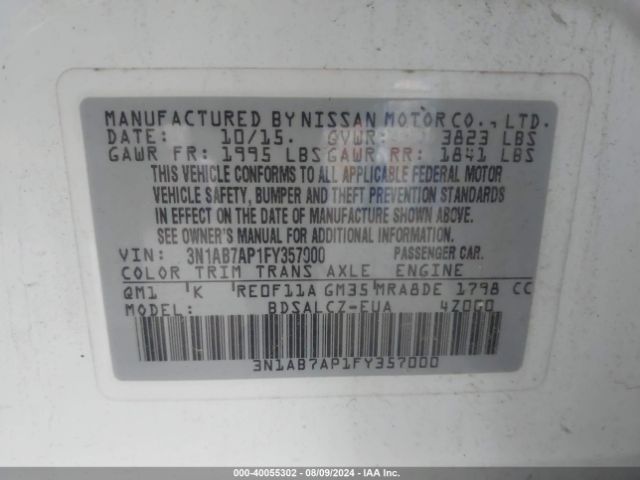 MANUFACTURED BY NISSAN MOTOR CO., LTD.
DATE: 10/15. GVWR: 3823 LBS
GAWR FR: 1995 LBS GAWR RR: 1841 LBS
THIS VEHICLE CONFORMS TO ALL APPLICABLE FEDERAL MOTOR
VEHICLE SAFETY, BUMPER AND THEFT PREVENTION STANDARDS
IN EFFECT ON THE DATE OF MANUFACTURE SHOWN ABOVE.
SEE OWNER'S MANUAL FOR ADDITIONAL INFORMATION.
VIN: 3N1AB7AP1FY357000 PASSENGER CAR.
COLOR TRIM TRANS AXLE ENGINE
QM1 K RE0F11A GM35 MRA8DE 1798 CC
MODEL: BDSALCZ-EUA 4Z0G0
3N1AB7AP1FY357000
000-40055302 - 08/09/2024 - IAA Inc.